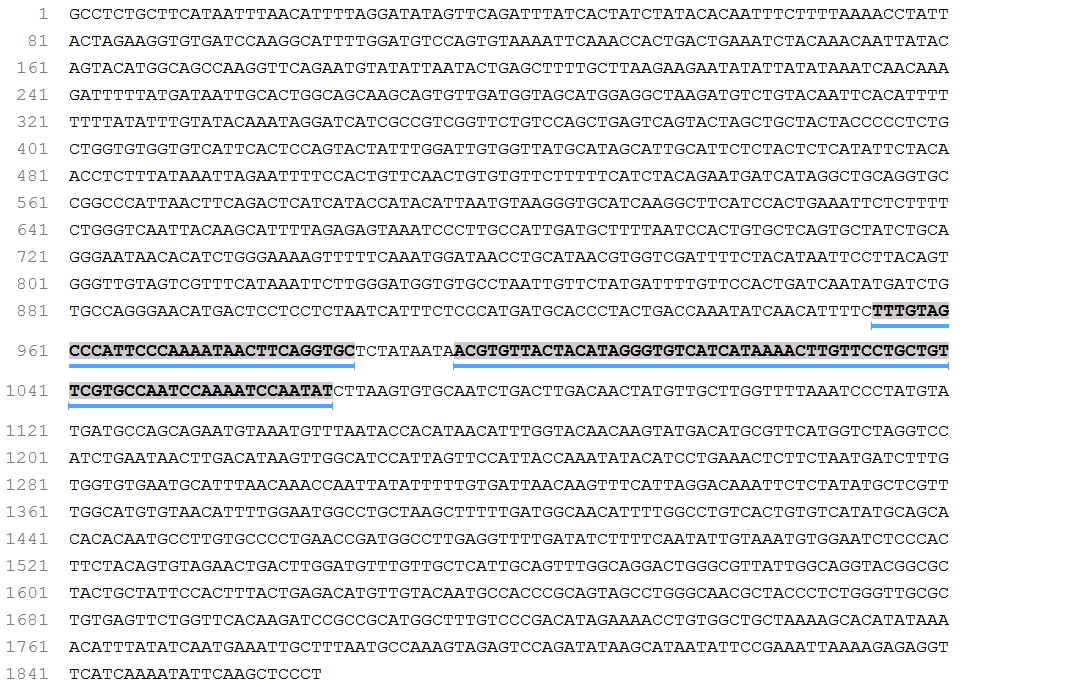 1 GCCTCTGCTTCATAATTTAACATTTTAGGATATAGTTCAGATTTATCACTATCTATACACAATTTCTTTTAAAACCTATT
81 ACTAGAAGGTGTGATCCAAGGCATTTTGGATGTCCAGTGTAAAATTCAAACCACTGACTGAAATCTACAAACAATTATAC
161 AGTACATGGCAGCCAAGGTTCAGAATGTATATTAATACTGAGCTTTTGCTTAAGAAGAATATATTATATAAATCAACAAA
241 GATTTTTATGATAATTGCACTGGCAGCAAGCAGTGTTGATGGTAGCATGGAGGCTAAGATGTCTGTACAATTCACATTTT
321 TTTTATATTTGTATACAAATAGGATCATCGCCGTCGGTTCTGTCCAGCTGAGTCAGTACTAGCTGCTACTACCCCCTCTG
401 CTGGTGTGGTGTCATTCACTCCAGTACTATTTGGATTGTGGTTATGCATAGCATTGCATTCTCTACTCTCATATTCTACA
481 ACCTCTTTATAAATTAGAATTTTCCACTGTTCAACTGTGTGTTCTTTTTCATCTACAGAATGATCATAGGCTGCAGGTGC
561 CGGCCCATTAACTTCAGACTCATCATACCATACATTAATGTAAGGGTGCATCAAGGCTTCATCCACTGAAATTCTCTTTT
641 CTGGGTCAATTACAAGCATTTTAGAGAGTAAATCCCTTGCCATTGATGCTTTTAATCCACTGTGCTCAGTGCTATCTGCA
721 GGGAATAACACATCTGGGAAAAGTTTTTCAAATGGATAACCTGCATAACGTGGTCGATTTTCTACATAATTCCTTACAGT
801 GGGTTGTAGTCGTTTCATAAATTCTTGGGATGGTGTGCCTAATTGTTCTATGATTTTGTTCCACTGATCAATATGATCTG
881 TGCCAGGGAACATGACTCCTCCTCTAATCATTTCTCCCATGATGCACCCTACTGACCAAATATCAACATTTTCTTTGTAG
961 CCCATTCCCAAAATAACTTCAGGTGCTCTATAATAACGTGTTACTACATAGGGTGTCATCATAAAACTTGTTCCTGCTGT
1041 TCGTGCCAATCCAAAATCCAATATCTTAAGTGTGCAATCTGACTTGACAACTATGTTGCTTGGTTTTAAATCCCTATGTA
1121 TGATGCCAGCAGAATGTAAATGTTTAATACCACATAACATTTGGTACAACAAGTATGACATGCGTTCATGGTCTAGGTCC
1201 ATCTGAATAACTTGACATAAGTTGGCATCCATTAGTTCCATTACCAAATATACATCCTGAAACTCTTCTAATGATCTTTG
1281 TGGTGTGAATGCATTTAACAAACCAATTATATTTTTGTGATTAACAAGTTTCATTAGGACAAATTCTCTATATGCTCGTT
1361 TGGCATGTGTAACATTTTGGAATGGCCTGCTAAGCTTTTTGATGGCAACATTTTGGCCTGTCACTGTGTCATATGCAGCA
1441 CACACAATGCCTTGTGCCCCTGAACCGATGGCCTTGAGGTTTTGATATCTTTTCAATATTGTAAATGTGGAATCTCCCAC
1521 TTCTACAGTGTAGAACTGACTTGGATGTTTGTTGCTCATTGCAGTTTGGCAGGACTGGGCGTTATTGGCAGGTACGGCGC
1601 TACTGCTATTCCACTTTACTGAGACATGTTGTACAATGCCACCCGCAGTAGCCTGGGCAACGCTACCCTCTGGGTTGCGC
1681 TGTGAGTTCTGGTTCACAAGATCCGCCGCATGGCTTTGTCCCGACATAGAAAACCTGTGGCTGCTAAAAGCACATATAAA
1761 ACATTTATATCAATGAAATTGCTTTAATGCCAAAGTAGAGTCCAGATATAAGCATAATATTCCGAAATTAAAAGAGAGGT
1841 TCATCAAAATATTCAAGCTCCCT